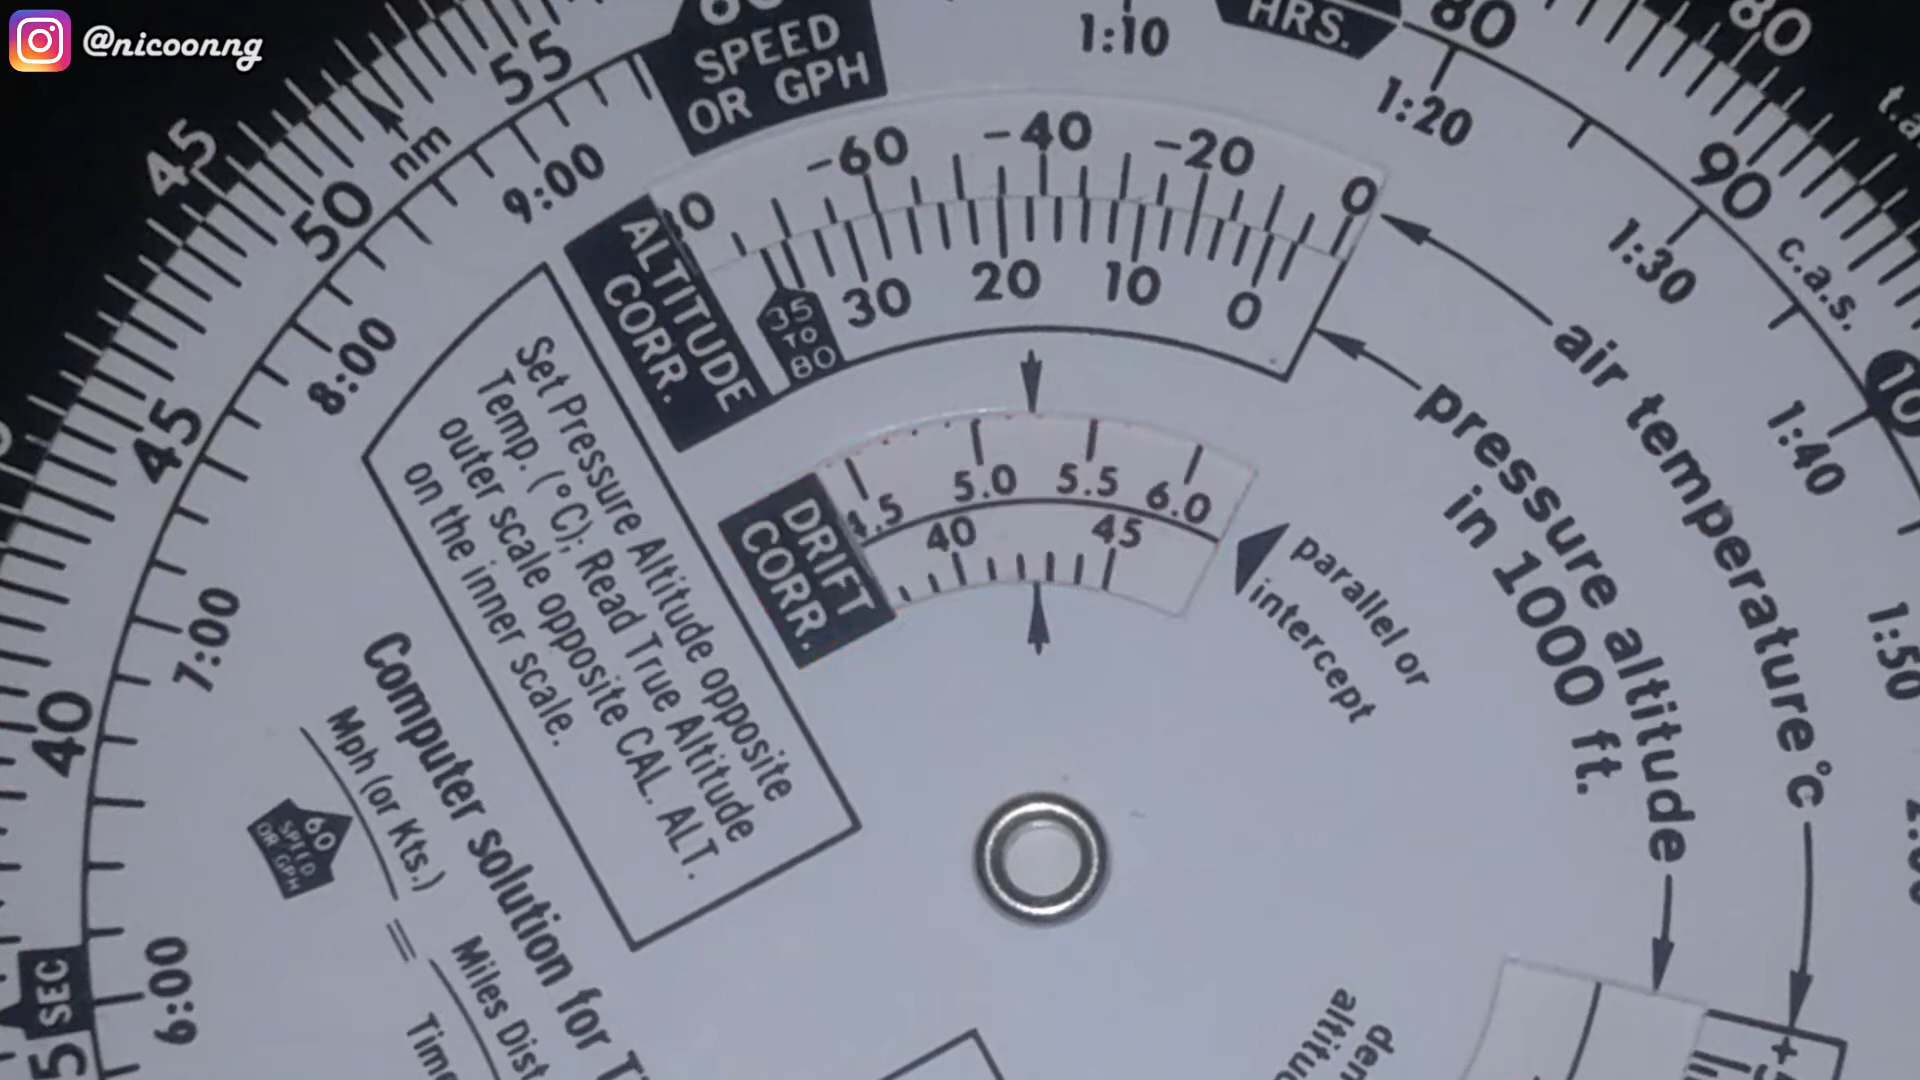 @nicoonng
SPEED
OR GPH
HRS.
1:10
1:20
1:30
1:40
1:50
80
90
80
c.a.s.
45
55
50
nm
45
40
9:00
8:00
7:00
6:00
SEC
-60 -40 -20 0
ALTITUDE
CORR.
35
TO
80
30 20 10 0
air temperature °c
pressure altitude
in 1000 ft.
DRIFT
CORR.
4.5 5.0 5.5 6.0
40 45
parallel or
intercept
Set Pressure Altitude opposite
Temp. (°C); Read True Altitude
outer scale opposite CAL. ALT.
on the inner scale.
Computer solution for
Mph (or Kts.)
60
SPEED
OR GPH
=
Miles Dist